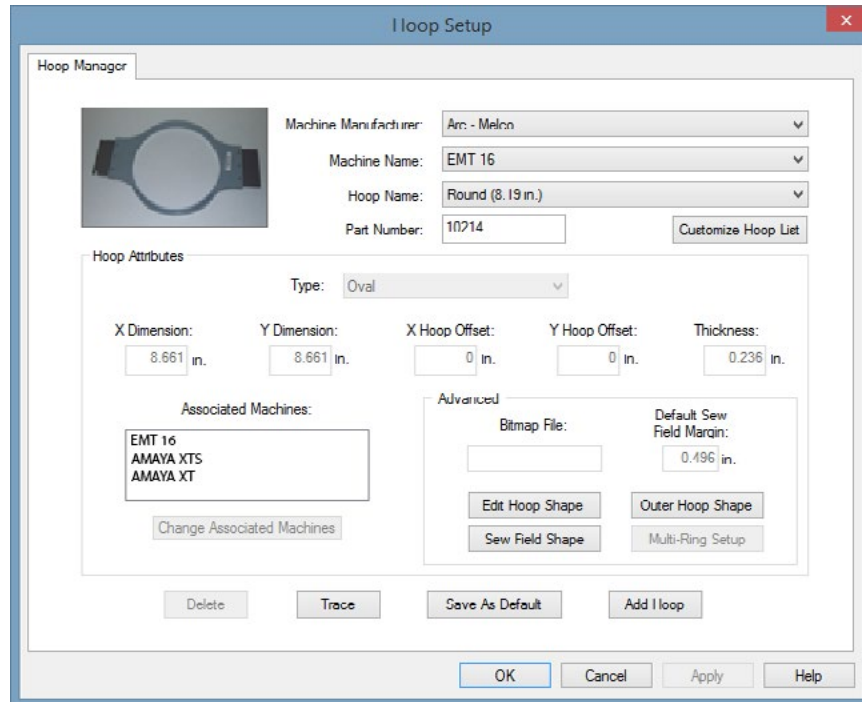 Hoop Setup
Hoop Manager
Machine Manufacturer: Arc - Melco
Machine Name: EMT 16
Hoop Name: Round (8.19 in.)
Part Number: 10214 Customize Hoop List
Hoop Attributes
Type: Oval
X Dimension: Y Dimension: X Hoop Offset: Y Hoop Offset: Thickness:
8.661 in. 8.661 in. 0 in. 0 in. 0.236 in.
Associated Machines:
EMT 16
AMAYA XTS
AMAYA XT
Change Associated Machines
Advanced
Bitmap File:
Default Sew
Field Margin:
0.496 in.
Edit Hoop Shape Outer Hoop Shape
Sew Field Shape Multi-Ring Setup
Delete Trace Save As Default Add Hoop
OK Cancel Apply Help